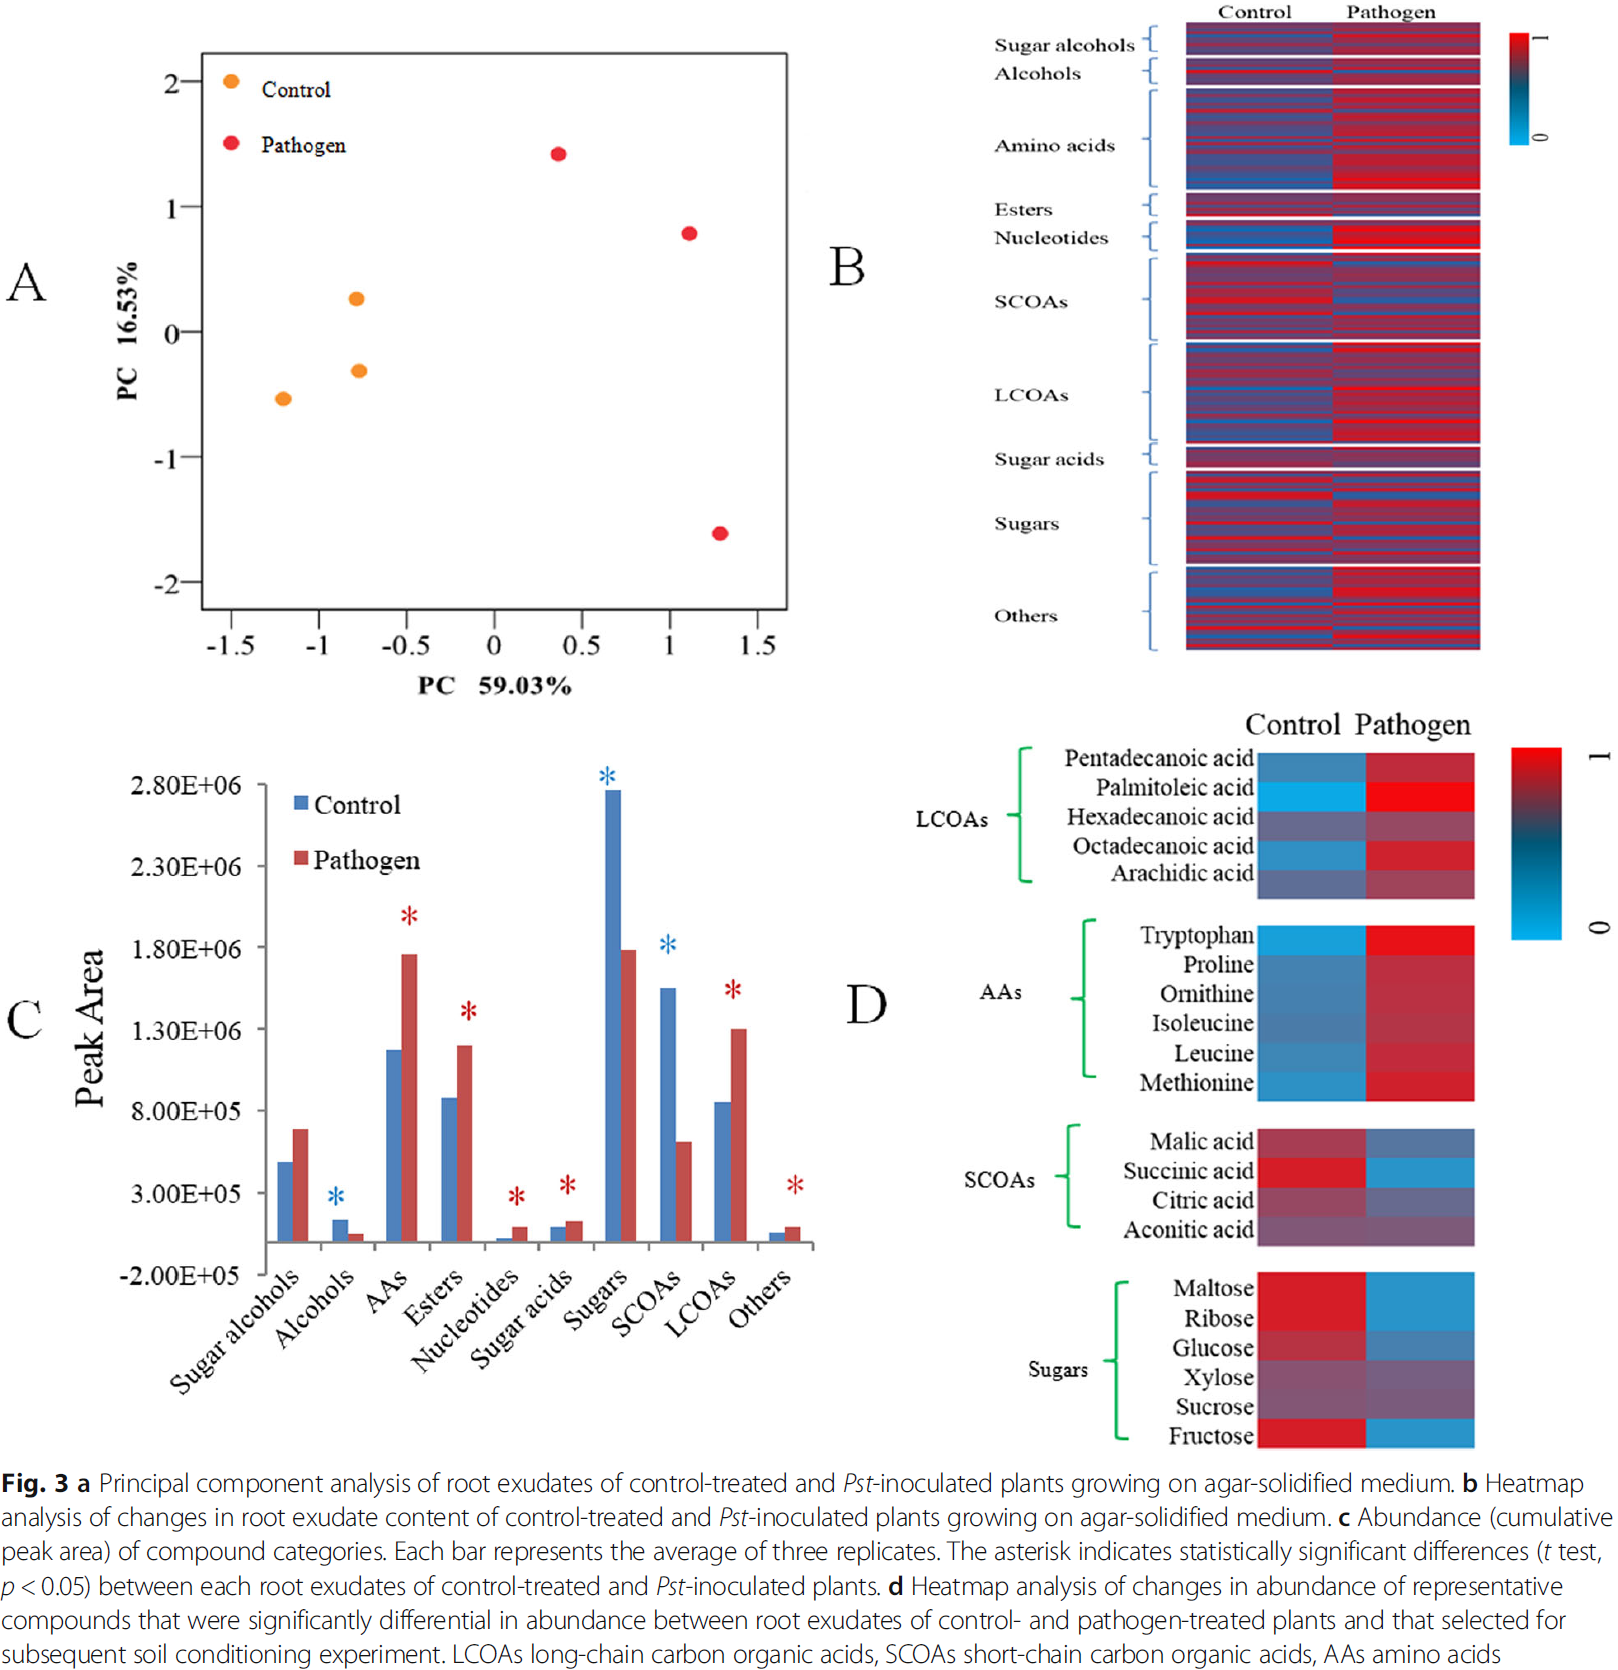 A
2
1
0
-1
-2
Control
Pathogen
PC 16.53%
-1.5 -1 -0.5 0 0.5 1 1.5
PC 59.03%
B
Control Pathogen
Sugar alcohols
Alcohols
Amino acids
Esters
Nucleotides
SCOAs
LCOAs
Sugar acids
Sugars
Others
1
0
C
Peak Area
2.80E+06
2.30E+06
1.80E+06
1.30E+06
8.00E+05
3.00E+05
-2.00E+05
Control
Pathogen
*
*
*
*
*
*
*
*
*
Sugar alcohols
Alcohols
AAs
Esters
Nucleotides
Sugar acids
Sugars
SCOAs
LCOAs
Others
D
Control Pathogen
LCOAs
Pentadecanoic acid
Palmitoleic acid
Hexadecanoic acid
Octadecanoic acid
Arachidic acid
AAs
Tryptophan
Proline
Ornithine
Isoleucine
Leucine
Methionine
SCOAs
Malic acid
Succinic acid
Citric acid
Aconitic acid
Sugars
Maltose
Ribose
Glucose
Xylose
Sucrose
Fructose
1
0
Fig. 3 a Principal component analysis of root exudates of control-treated and Pst-inoculated plants growing on agar-solidified medium. b Heatmap
analysis of changes in root exudate content of control-treated and Pst-inoculated plants growing on agar-solidified medium. c Abundance (cumulative
peak area) of compound categories. Each bar represents the average of three replicates. The asterisk indicates statistically significant differences (t test,
p < 0.05) between each root exudates of control-treated and Pst-inoculated plants. d Heatmap analysis of changes in abundance of representative
compounds that were significantly differential in abundance between root exudates of control- and pathogen-treated plants and that selected for
subsequent soil conditioning experiment. LCOAs long-chain carbon organic acids, SCOAs short-chain carbon organic acids, AAs amino acids